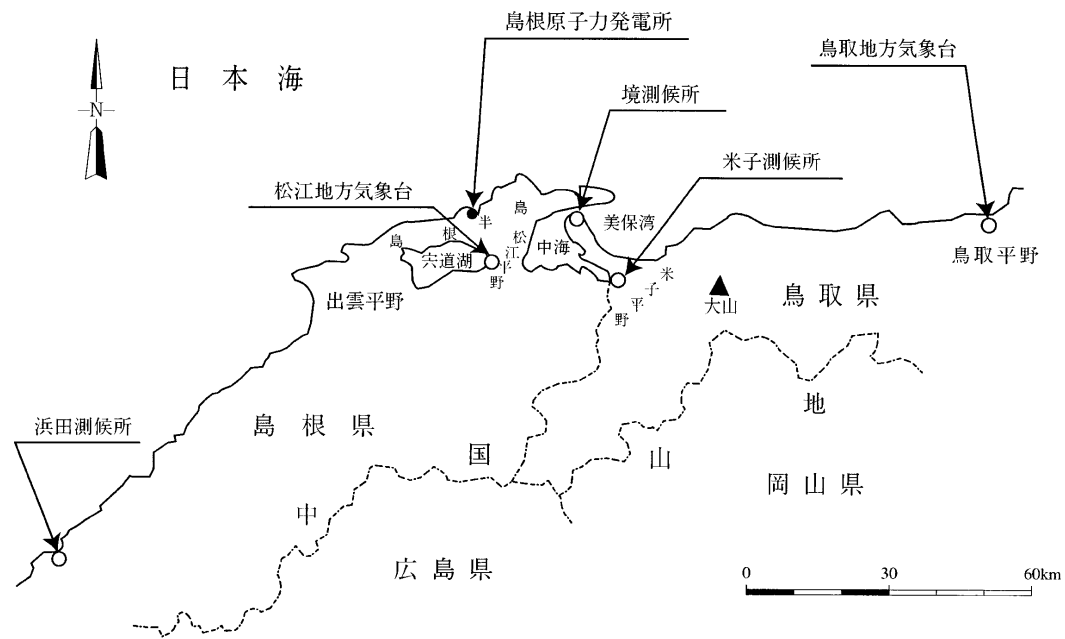 島根原子力発電所
鳥取地方気象台
日本海
境測候所
N
米子測候所
松江地方気象台
島根半島
美保湾
松江平野
中海
宍道湖
鳥取平野
米子平野
出雲平野
大山
鳥取県
浜田測候所
島根県
中国山地
岡山県
広島県
0 30 60km